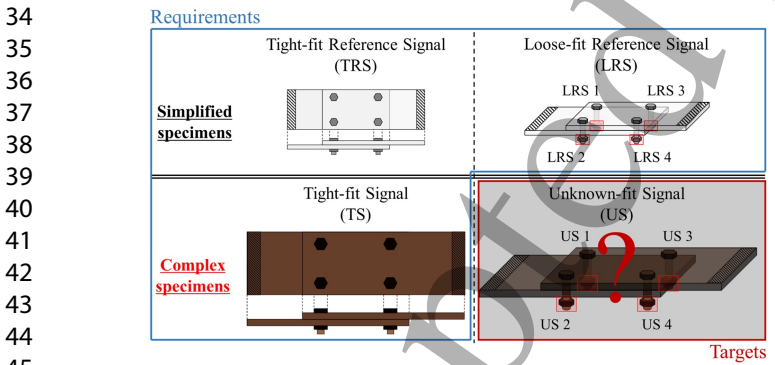 34
Requirements
35
Tight-fit Reference Signal
(TRS)
Loose-fit Reference Signal
(LRS)
36
LRS 1
LRS 3
37
Simplified
specimens
38
LRS 2
LRS 4
39
Tight-fit Signal
(TS)
Unknown-fit Signal
(US)
40
41
US 1
US 3
?
42
Complex
specimens
43
US 2
US 4
44
Targets